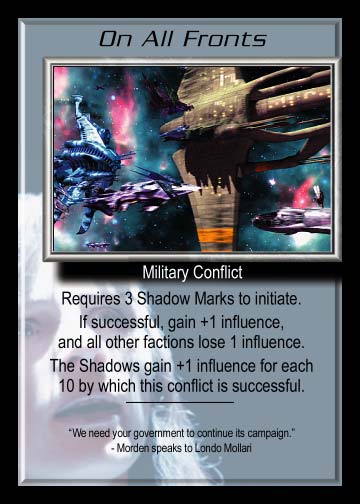 On All Fronts
Military Conflict
Requires 3 Shadow Marks to initiate.
If successful, gain +1 influence,
and all other factions lose 1 influence.
The Shadows gain +1 influence for each
10 by which this conflict is successful.
“We need your government to continue its campaign.”
- Morden speaks to Londo Mollari